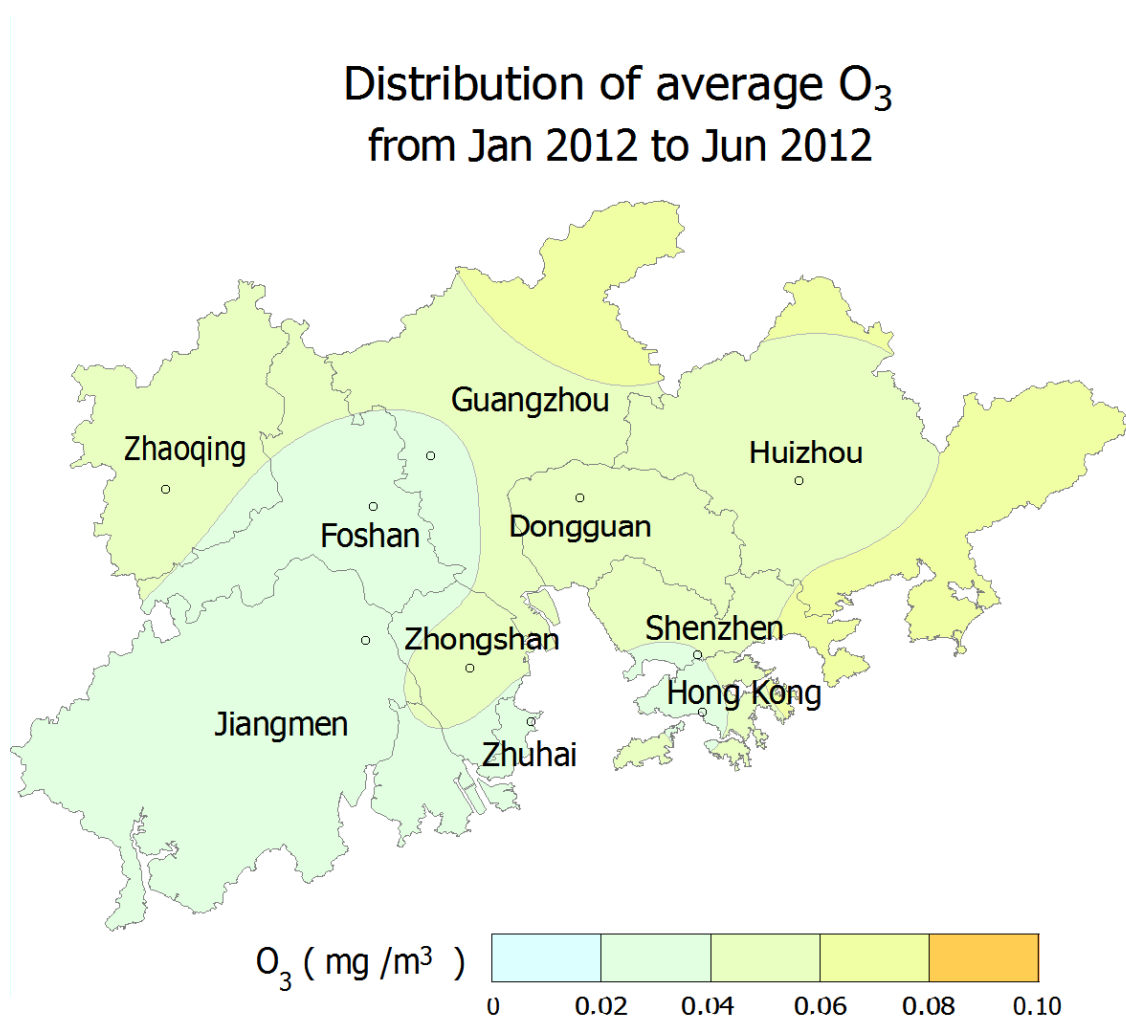 Distribution of average O₃
from Jan 2012 to Jun 2012
Guangzhou
Zhaoqing
Huizhou
Foshan
Dongguan
Zhongshan
Shenzhen
Hong Kong
Jiangmen
Zhuhai
O₃ ( mg /m³ )
0 0.02 0.04 0.06 0.08 0.10